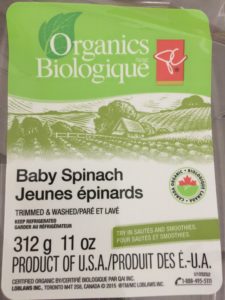 Organics
Biologique
PC
Baby Spinach
Jeunes épinards
TRIMMED & WASHED/PARÉ ET LAVÉ
KEEP REFRIGERATED
GARDER AU RÉFRIGÉRATEUR
TRY IN SAUTÉS AND SMOOTHIES.
POUR SAUTÉS ET SMOOTHIES.
CANADA ORGANIC • BIOLOGIQUE CANADA
312 g 11 oz
PRODUCT OF U.S.A./PRODUIT DES É-U.A.
CERTIFIED ORGANIC BY/CERTIFIÉ BIOLOGIQUE PAR QAI INC.
LOBLAWS INC., TORONTO M4T 2S8, CANADA © 2015 ®/TM/MC LOBLAWS INC.
1-888-495-5111